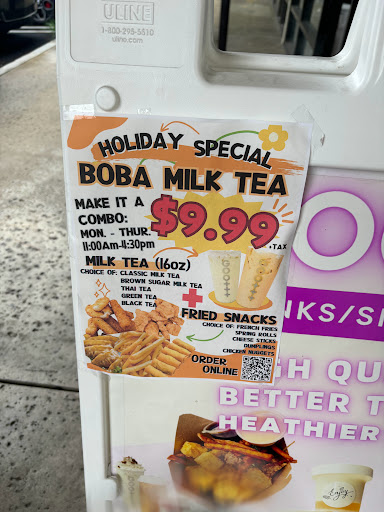 ULINE
1-800-295-5510
uline.com
HOLIDAY SPECIAL
BOBA MILK TEA
MAKE IT A
COMBO:
MON. - THUR.
11:00Am-4:30pm
$9.99
+TAX
MILK TEA (16oz)
CHOICE OF: CLASSIC MILK TEA
BROWN SUGAR MILK TEA
THAI TEA
GREEN TEA
BLACK TEA
+
FRIED SNACKS
CHOICE OF: FRENCH FRIES
SPRING ROLLS
CHEESE STICKS
DUMPLINGS
CHICKEN NUGGETS
ORDER
ONLINE
NKS/S
H QU
BETTER T
HEATHIER
Enjoy